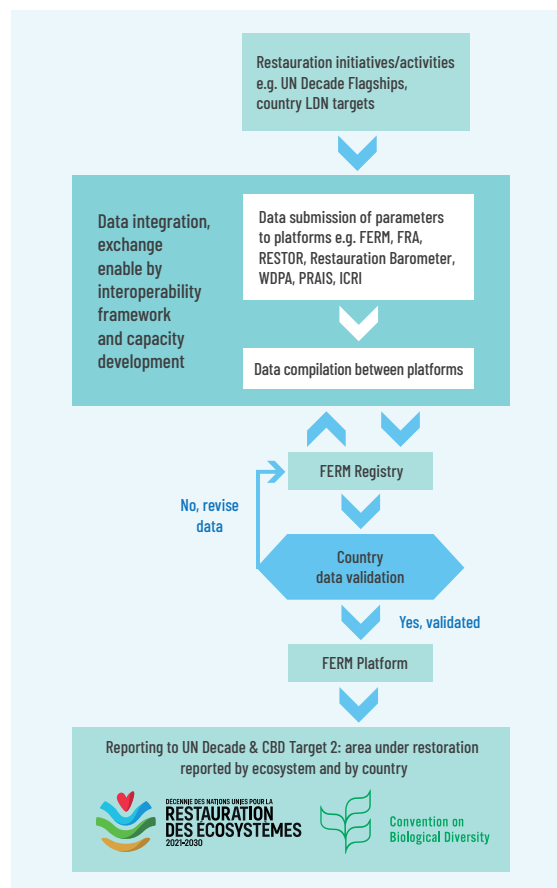 Restauration initiatives/activities
e.g. UN Decade Flagships,
country LDN targets
Data integration,
exchange
enable by
interoperability
framework
and capacity
development
Data submission of parameters
to platforms e.g. FERM, FRA,
RESTOR, Restauration Barometer,
WDPA, PRAIS, ICRI
Data compilation between platforms
FERM Registry
No, revise
data
Country
data validation
Yes, validated
FERM Platform
Reporting to UN Decade & CBD Target 2: area under restoration
reported by ecosystem and by country
DÉCENNIE DES NATIONS UNIES POUR LA
RESTAURATION
DES ÉCOSYSTÈMES
2021-2030
Convention on
Biological Diversity